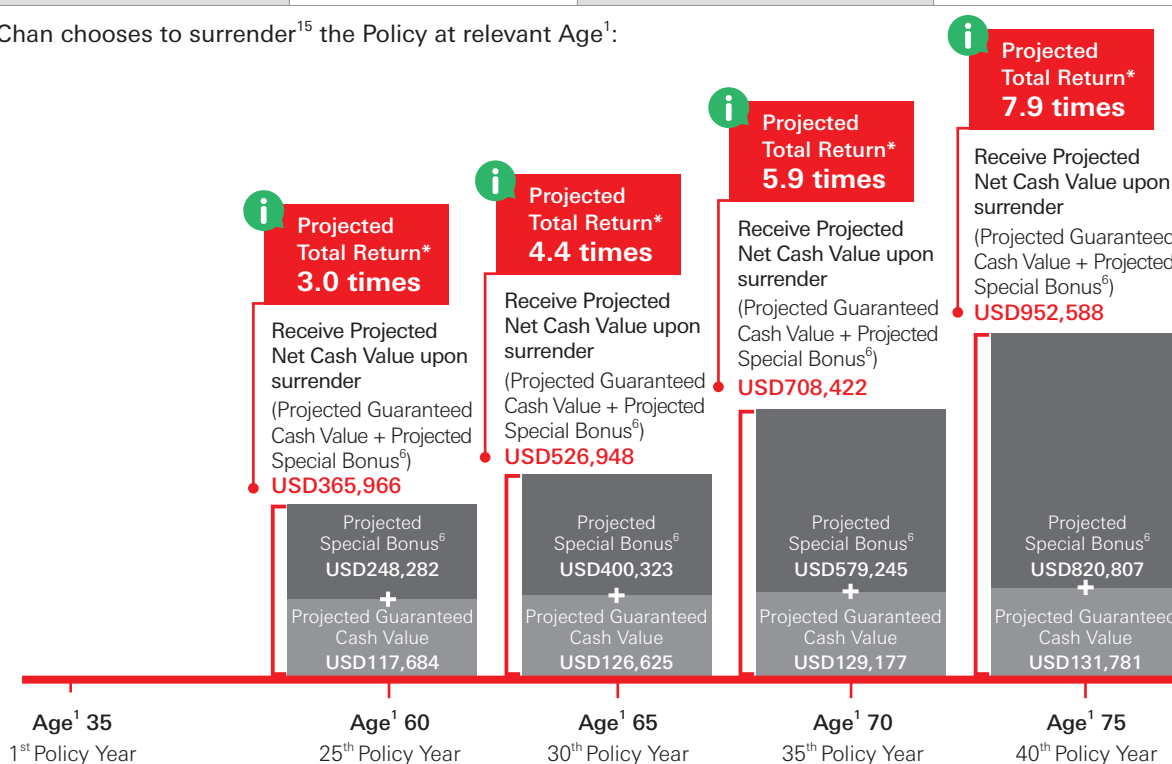 Chan chooses to surrender15 the Policy at relevant Age1:
Projected
Total Return*
3.0 times
Receive Projected
Net Cash Value upon
surrender
(Projected Guaranteed
Cash Value + Projected
Special Bonus6)
USD365,966
Projected
Special Bonus6
USD248,282
+
Projected Guaranteed
Cash Value
USD117,684
Projected
Total Return*
4.4 times
Receive Projected
Net Cash Value upon
surrender
(Projected Guaranteed
Cash Value + Projected
Special Bonus6)
USD526,948
Projected
Special Bonus6
USD400,323
+
Projected Guaranteed
Cash Value
USD126,625
Projected
Total Return*
5.9 times
Receive Projected
Net Cash Value upon
surrender
(Projected Guaranteed
Cash Value + Projected
Special Bonus6)
USD708,422
Projected
Special Bonus6
USD579,245
+
Projected Guaranteed
Cash Value
USD129,177
Projected
Total Return*
7.9 times
Receive Projected
Net Cash Value upon
surrender
(Projected Guaranteed
Cash Value + Projected
Special Bonus6)
USD952,588
Projected
Special Bonus6
USD820,807
+
Projected Guaranteed
Cash Value
USD131,781
Age1 35
1st Policy Year
Age1 60
25th Policy Year
Age1 65
30th Policy Year
Age1 70
35th Policy Year
Age1 75
40th Policy Year